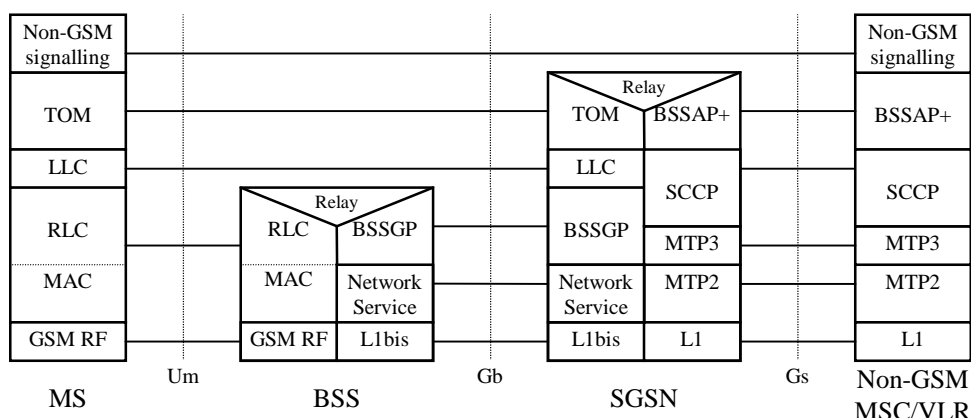 Non-GSM
signalling
Non-GSM
signalling
Relay
TOM
TOM
BSSAP+
BSSAP+
LLC
LLC
SCCP
SCCP
Relay
RLC
RLC
BSSGP
BSSGP
MTP3
MTP3
MAC
MAC
Network
Service
Network
Service
MTP2
MTP2
GSM RF
GSM RF
L1bis
L1bis
L1
L1
Um
Gb
Gs
MS
BSS
SGSN
Non-GSM
MSC/VLR